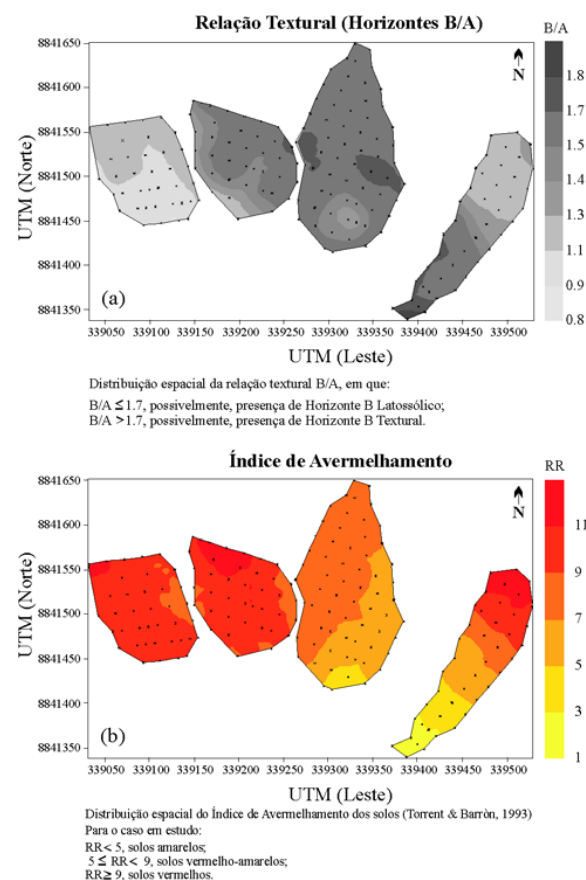 Relação Textural (Horizontes B/A)
B/A
8841650
8841600
8841550
8841500
8841450
8841400
8841350
UTM (Norte)
N
1.8
1.7
1.5
1.4
1.3
1.2
1.1
0.9
0.8
(a)
339050 339100 339150 339200 339250 339300 339350 339400 339450 339500
UTM (Leste)
Distribuição espacial da relação textural B/A, em que:
B/A ≤ 1.7, possivelmente, presença de Horizonte B Latossólico;
B/A > 1.7, possivelmente, presença de Horizonte B Textural.
Índice de Avermelhamento
RR
8841650
8841600
8841550
8841500
8841450
8841400
8841350
UTM (Norte)
N
11
9
7
5
3
1
(b)
339050 339100 339150 339200 339250 339300 339350 339400 339450 339500
UTM (Leste)
Distribuição espacial do Índice de Avermelhamento dos solos (Torrent & Barròn, 1993)
Para o caso em estudo:
RR< 5, solos amarelos;
5 ≤ RR< 9, solos vermelho-amarelos;
RR≥ 9, solos vermelhos.